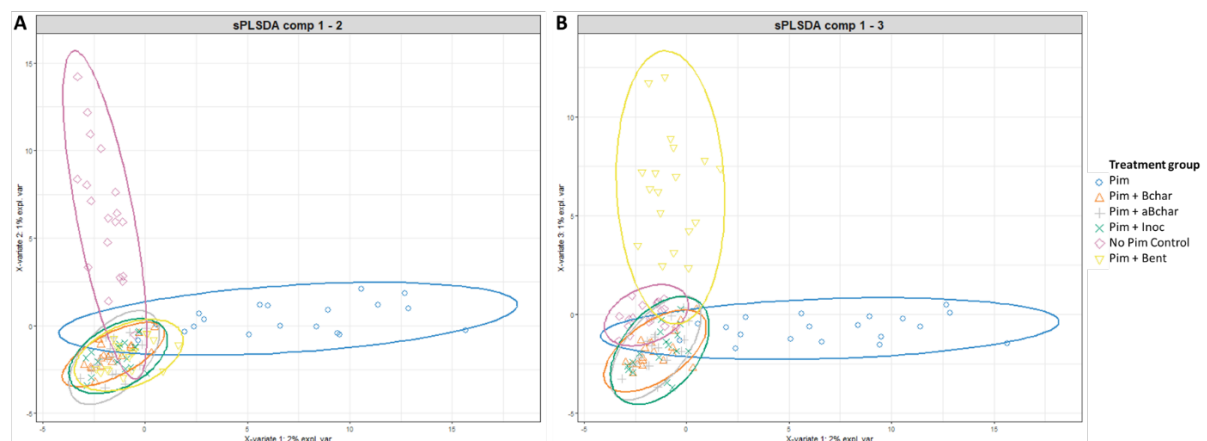 A
sPLSDA comp 1 - 2
X-variate 2: 1% expl. var
15
10
5
0
-5
0
5
10
15
X-variate 1: 2% expl. var
B
sPLSDA comp 1 - 3
X-variate 3: 1% expl. var
10
5
0
-5
0
5
10
15
X-variate 1: 2% expl. var
Treatment group
Pim
Pim + Bchar
Pim + aBchar
Pim + Inoc
No Pim Control
Pim + Bent